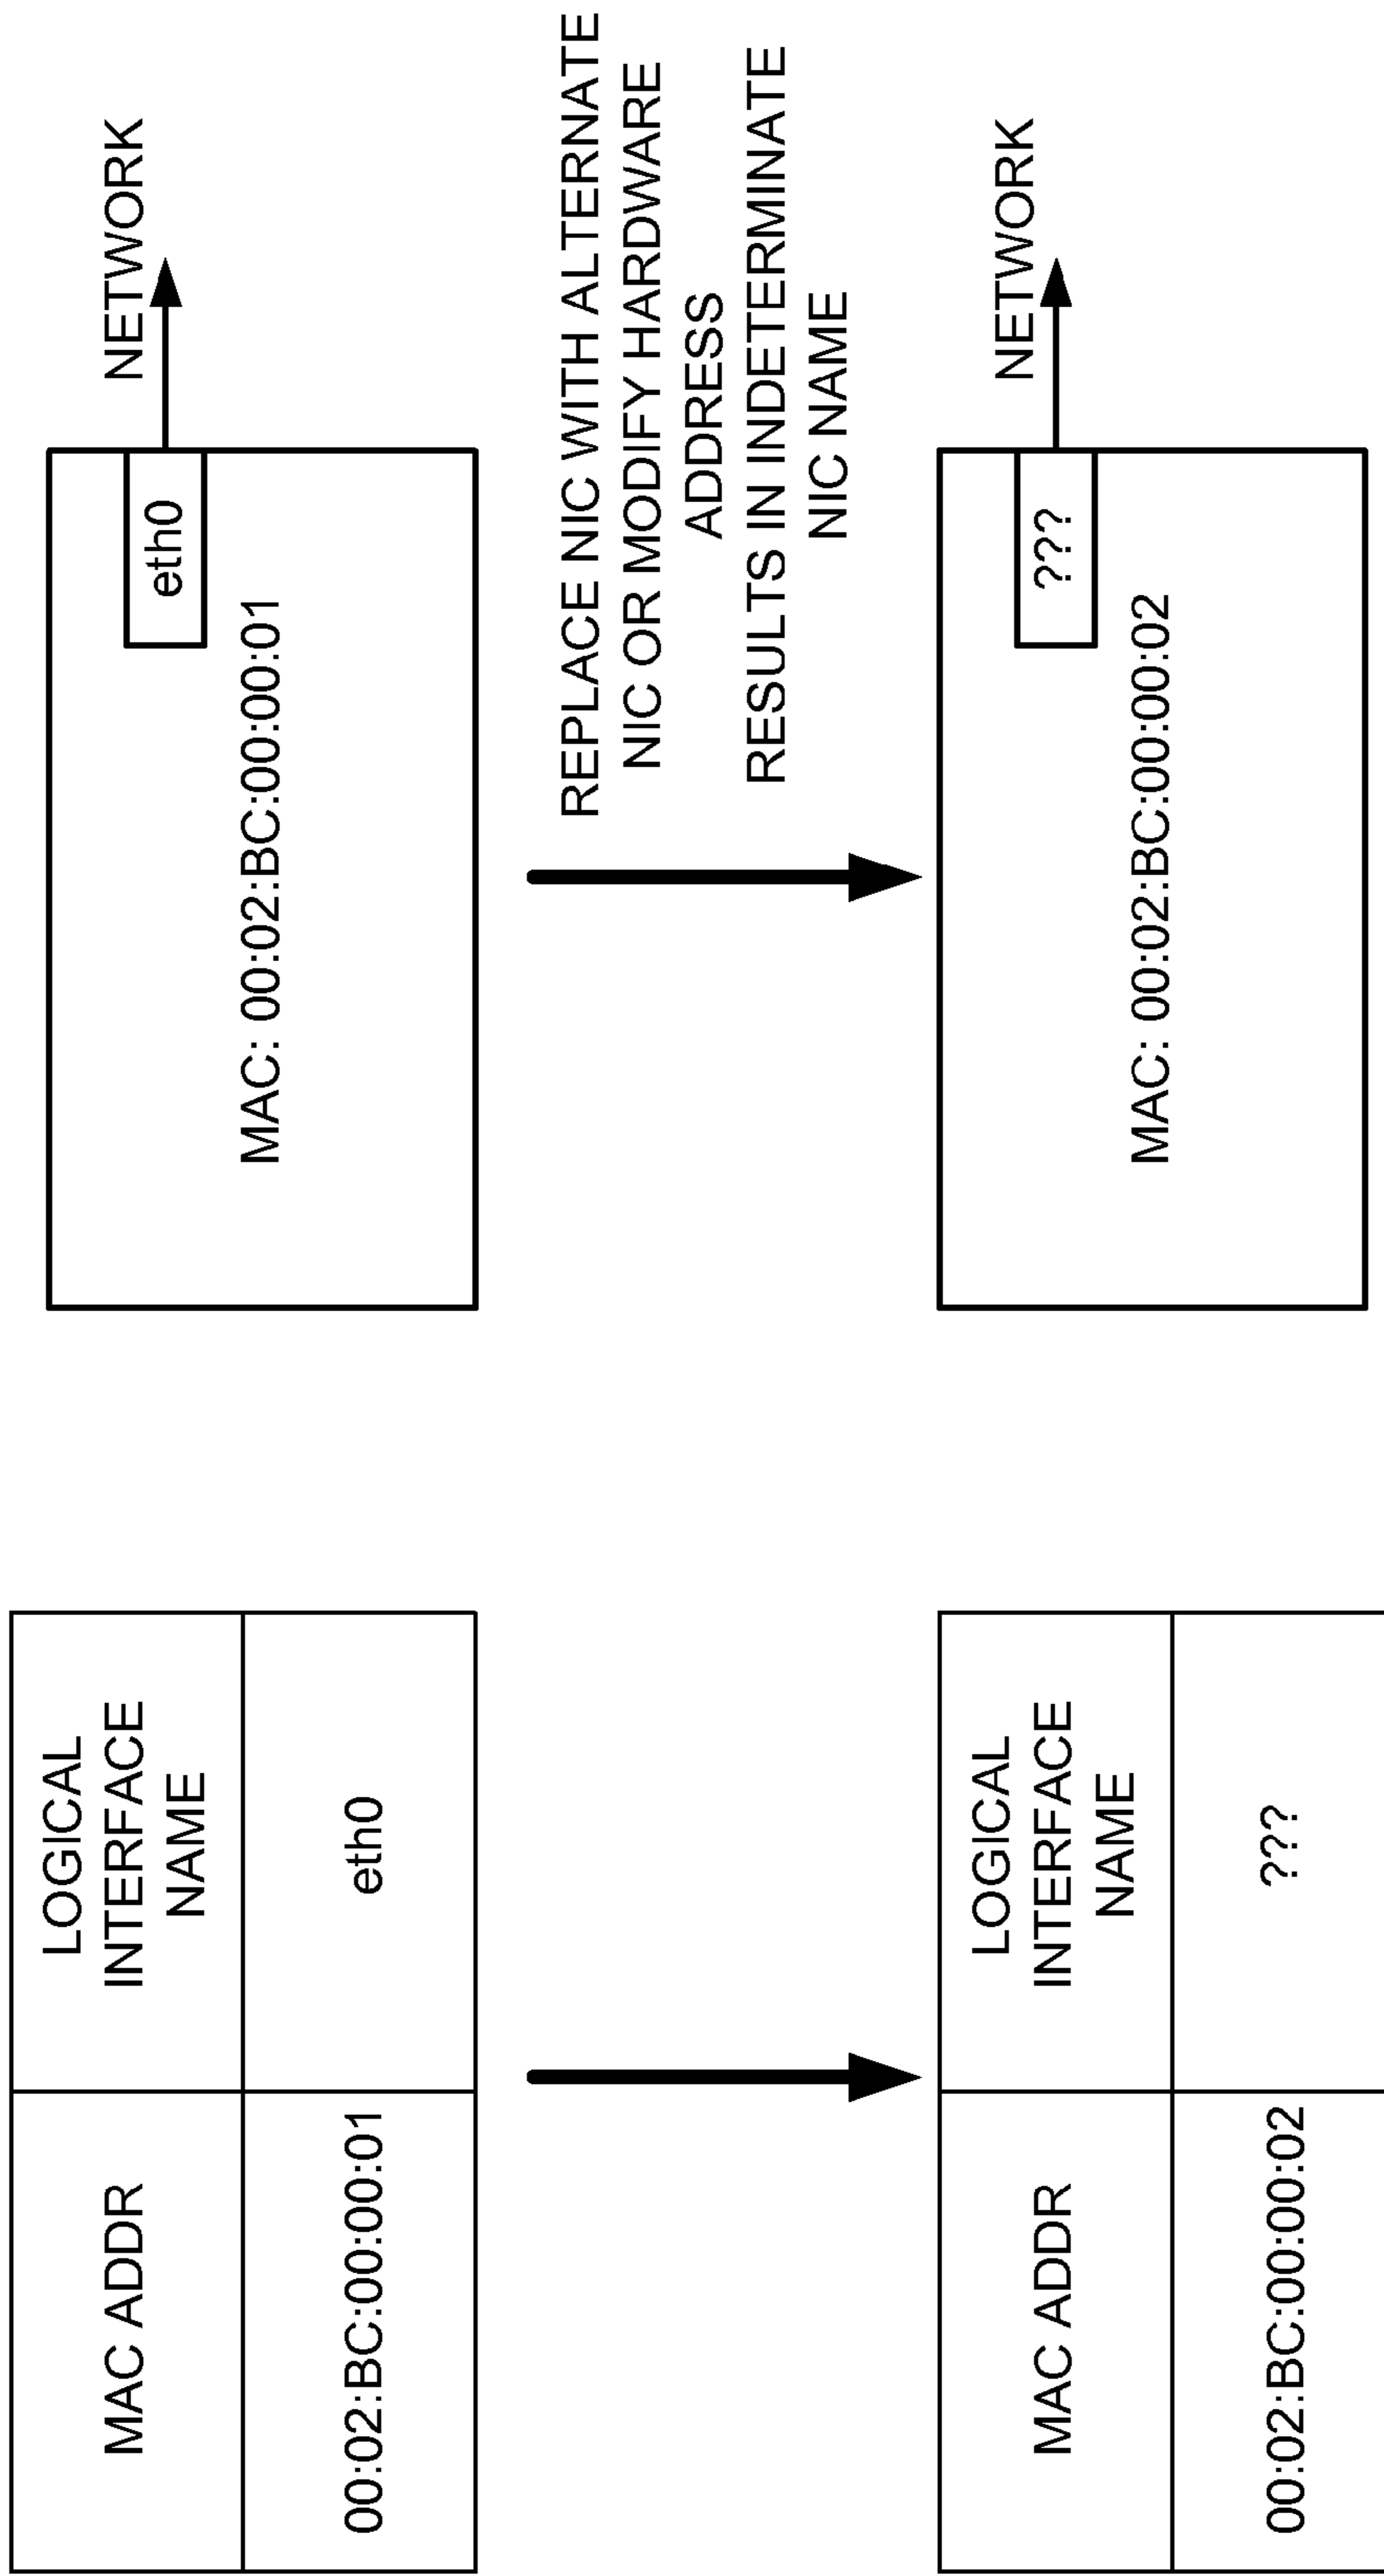 MAC ADDR
LOGICAL
INTERFACE
NAME
00:02:BC:00:00:01
eth0
NETWORK
eth0
MAC: 00:02:BC:00:00:01
REPLACE NIC WITH ALTERNATE
NIC OR MODIFY HARDWARE
ADDRESS
RESULTS IN INDETERMINATE
NIC NAME
MAC ADDR
LOGICAL
INTERFACE
NAME
00:02:BC:00:00:02
???
NETWORK
???
MAC: 00:02:BC:00:00:02